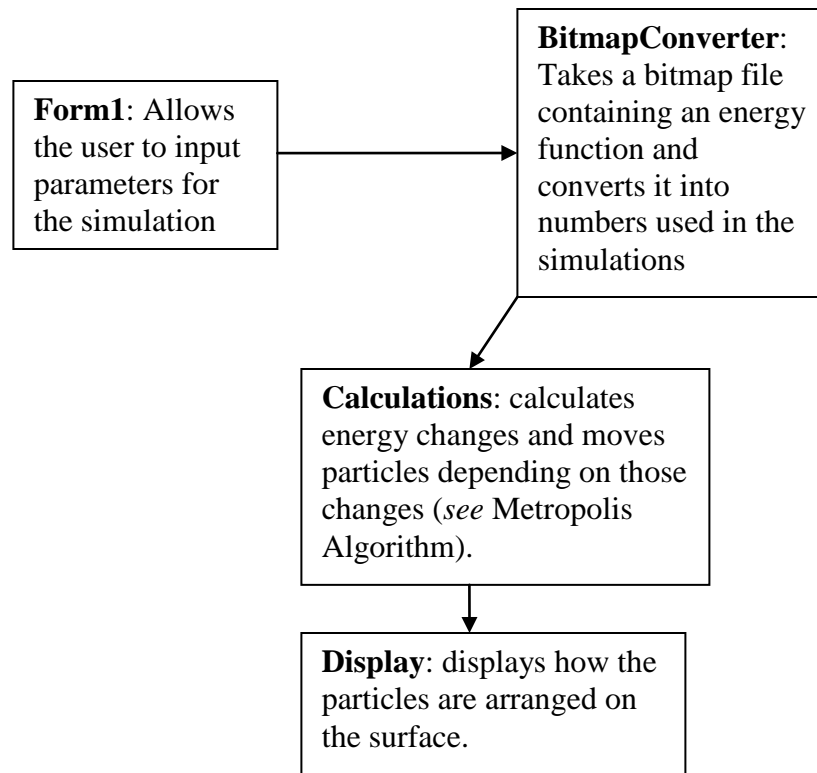 Form1: Allows
the user to input
parameters for
the simulation
BitmapConverter:
Takes a bitmap file
containing an energy
function and
converts it into
numbers used in the
simulations
Calculations: calculates
energy changes and moves
particles depending on those
changes (see Metropolis
Algorithm).
Display: displays how the
particles are arranged on
the surface.